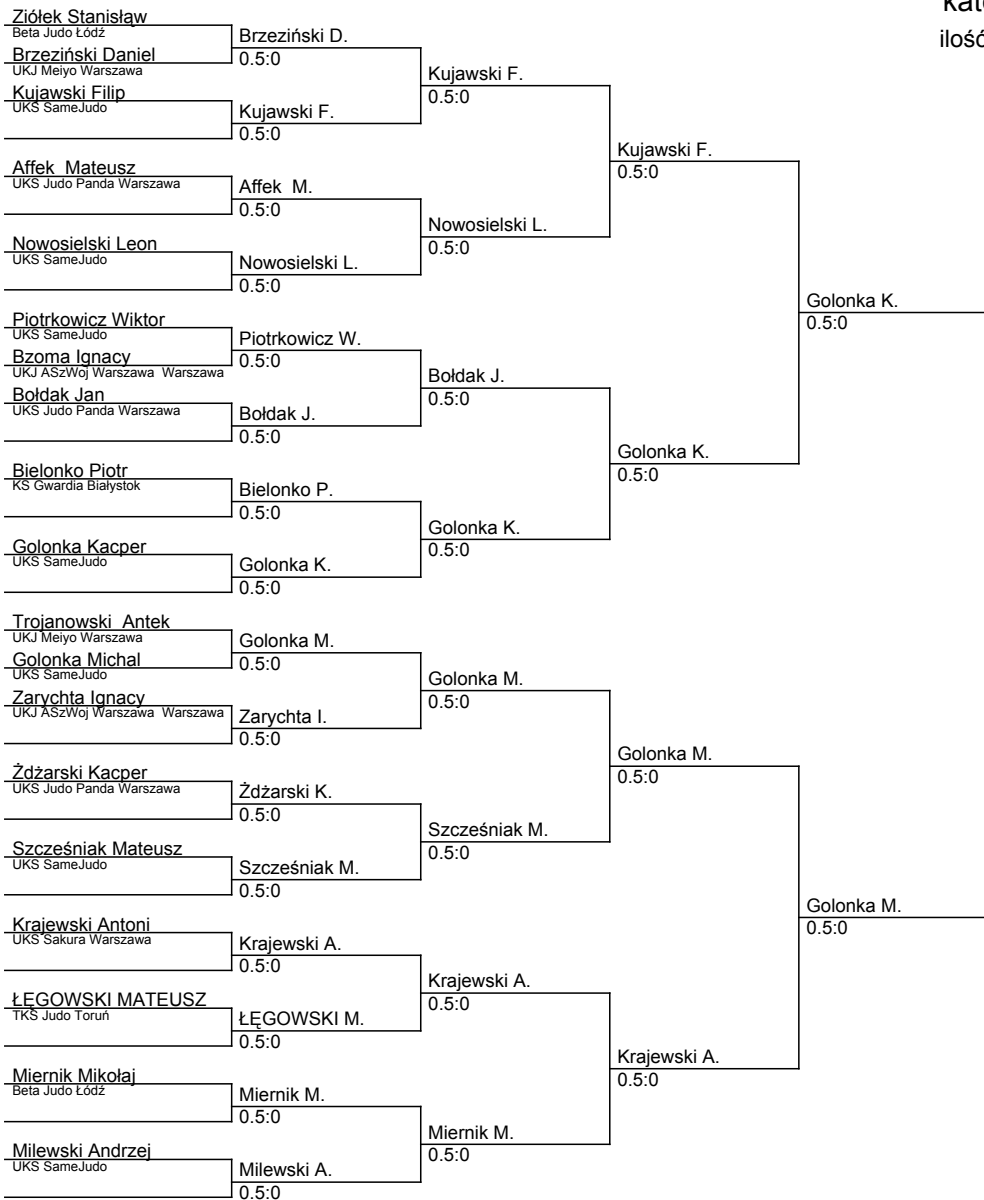 kate
ilość
Ziółek Stanisłąw
Beta Judo Łódź
Brzeziński Daniel
UKJ Meiyo Warszawa
Kujawski Filip
UKS SameJudo
Affek  Mateusz
UKS Judo Panda Warszawa
Nowosielski Leon
UKS SameJudo
Piotrkowicz Wiktor
UKS SameJudo
Bzoma Ignacy
UKJ ASzWoj Warszawa  Warszawa
Bołdak Jan
UKS Judo Panda Warszawa
Bielonko Piotr
KS Gwardia Białystok
Golonka Kacper
UKS SameJudo
Trojanowski  Antek
UKJ Meiyo Warszawa
Golonka Michal
UKS SameJudo
Zarychta Ignacy
UKJ ASzWoj Warszawa  Warszawa
Żdżarski Kacper
UKS Judo Panda Warszawa
Szcześniak Mateusz
UKS SameJudo
Krajewski Antoni
UKS Sakura Warszawa
ŁĘGOWSKI MATEUSZ
TKS Judo Toruń
Miernik Mikołaj
Beta Judo Łódź
Milewski Andrzej
UKS SameJudo
Brzeziński D.
0.5:0
Kujawski F.
0.5:0
Affek  M.
0.5:0
Nowosielski L.
0.5:0
Piotrkowicz W.
0.5:0
Bołdak J.
0.5:0
Bielonko P.
0.5:0
Golonka K.
0.5:0
Golonka M.
0.5:0
Zarychta I.
0.5:0
Żdżarski K.
0.5:0
Szcześniak M.
0.5:0
Krajewski A.
0.5:0
ŁĘGOWSKI M.
0.5:0
Miernik M.
0.5:0
Milewski A.
0.5:0
Kujawski F.
0.5:0
Nowosielski L.
0.5:0
Bołdak J.
0.5:0
Golonka K.
0.5:0
Golonka M.
0.5:0
Szcześniak M.
0.5:0
Krajewski A.
0.5:0
Miernik M.
0.5:0
Kujawski F.
0.5:0
Golonka K.
0.5:0
Golonka M.
0.5:0
Krajewski A.
0.5:0
Golonka K.
0.5:0
Golonka M.
0.5:0